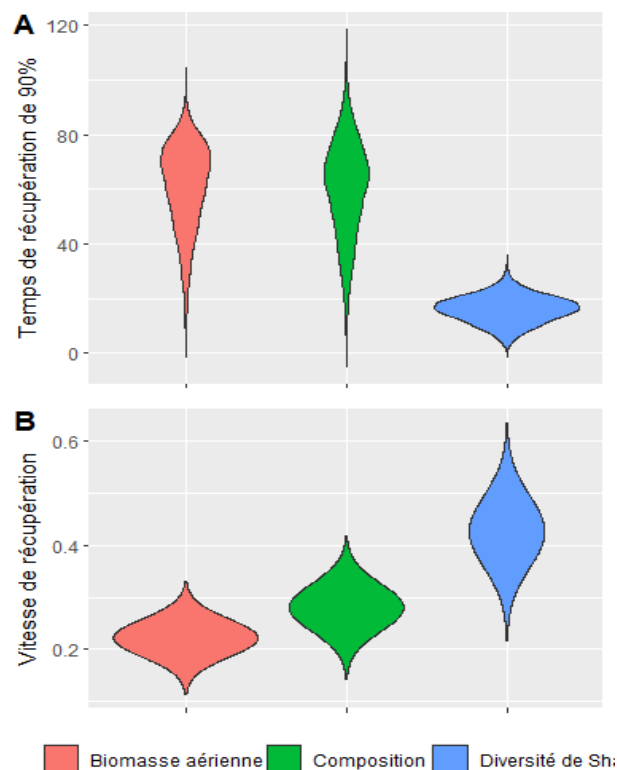 A
Temps de récupération de 90%
120
80
40
0
B
Vitesse de récupération
0.6
0.4
0.2
Biomasse aérienne Composition Diversité de Sha